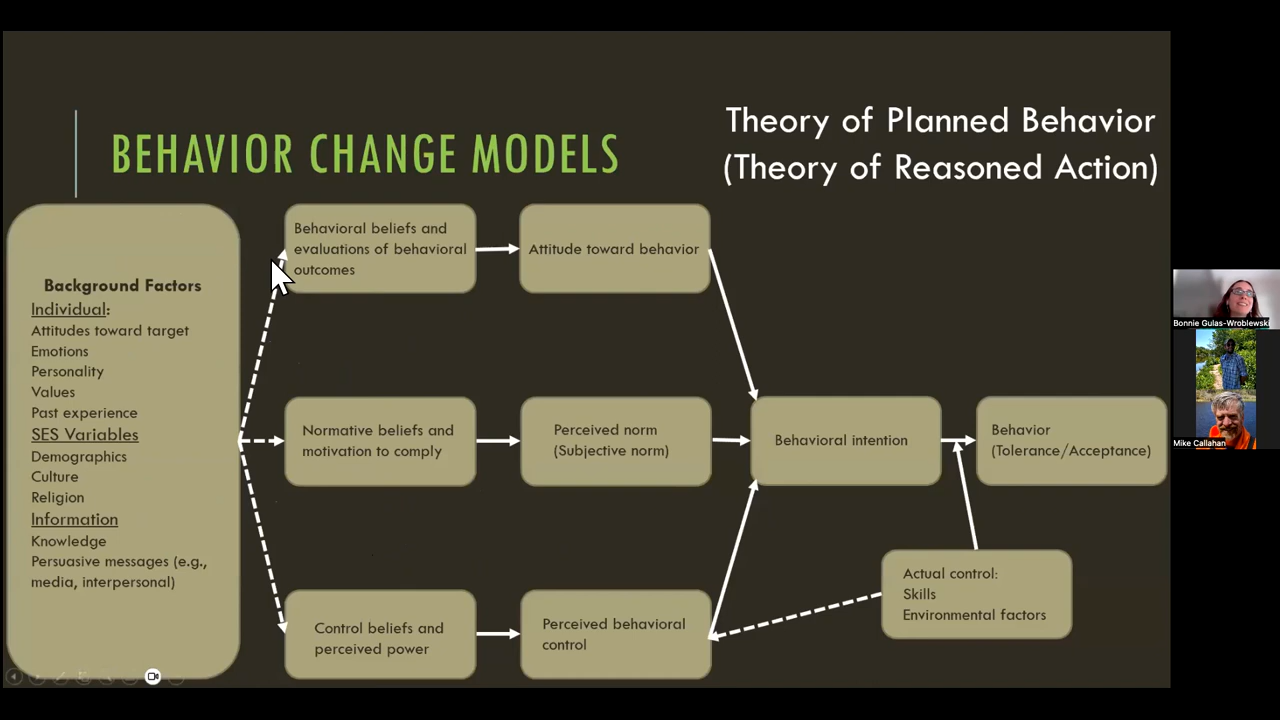 BEHAVIOR CHANGE MODELS
Theory of Planned Behavior
(Theory of Reasoned Action)
Background Factors
Individual:
Attitudes toward target
Emotions
Personality
Values
Past experience
SES Variables
Demographics
Culture
Religion
Information
Knowledge
Persuasive messages (e.g.,
media, interpersonal)
Behavioral beliefs and
evaluations of behavioral
outcomes
Attitude toward behavior
Normative beliefs and
motivation to comply
Perceived norm
(Subjective norm)
Behavioral intention
Behavior
(Tolerance/Acceptance)
Control beliefs and
perceived power
Perceived behavioral
control
Actual control:
Skills
Environmental factors
Bonnie Gulas-Wroblewski
Mike Callahan